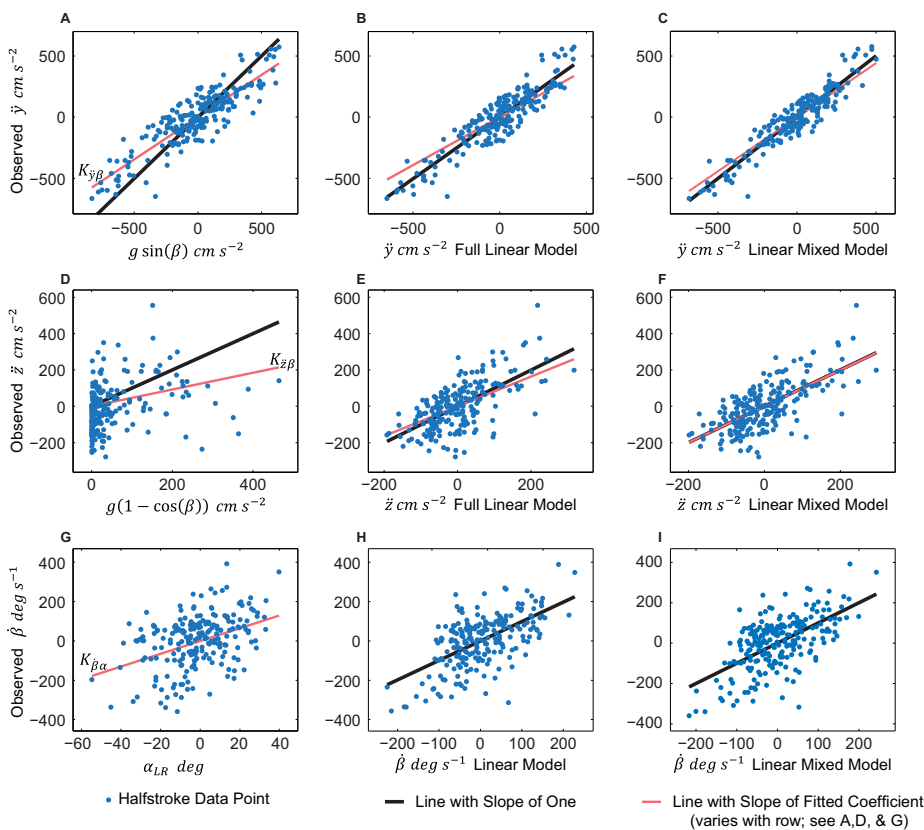 A
B
C
500
0
−500
Observed ÿ cm s⁻²
K_ÿβ
−500 0 500
g sin(β) cm s⁻²
500
0
−500
−500 0 500
ÿ cm s⁻² Full Linear Model
500
0
−500
−500 0 500
ÿ cm s⁻² Linear Mixed Model
D
E
F
600
400
200
0
−200
Observed z̈ cm s⁻²
K_z̈β
0 200 400
g(1 − cos(β)) cm s⁻²
600
400
200
0
−200
−200 0 200
z̈ cm s⁻² Full Linear Model
600
400
200
0
−200
−200 0 200
z̈ cm s⁻² Linear Mixed Model
G
H
I
400
200
0
−200
−400
Observed β̇ deg s⁻¹
K_β̇α
−60 −40 −20 0 20 40
α_LR deg
400
200
0
−200
−400
−200 −100 0 100 200
β̇ deg s⁻¹ Linear Model
400
200
0
−200
−400
−200 −100 0 100 200
β̇ deg s⁻¹ Linear Mixed Model
Halfstroke Data Point
Line with Slope of One
Line with Slope of Fitted Coefficient
(varies with row; see A,D, & G)